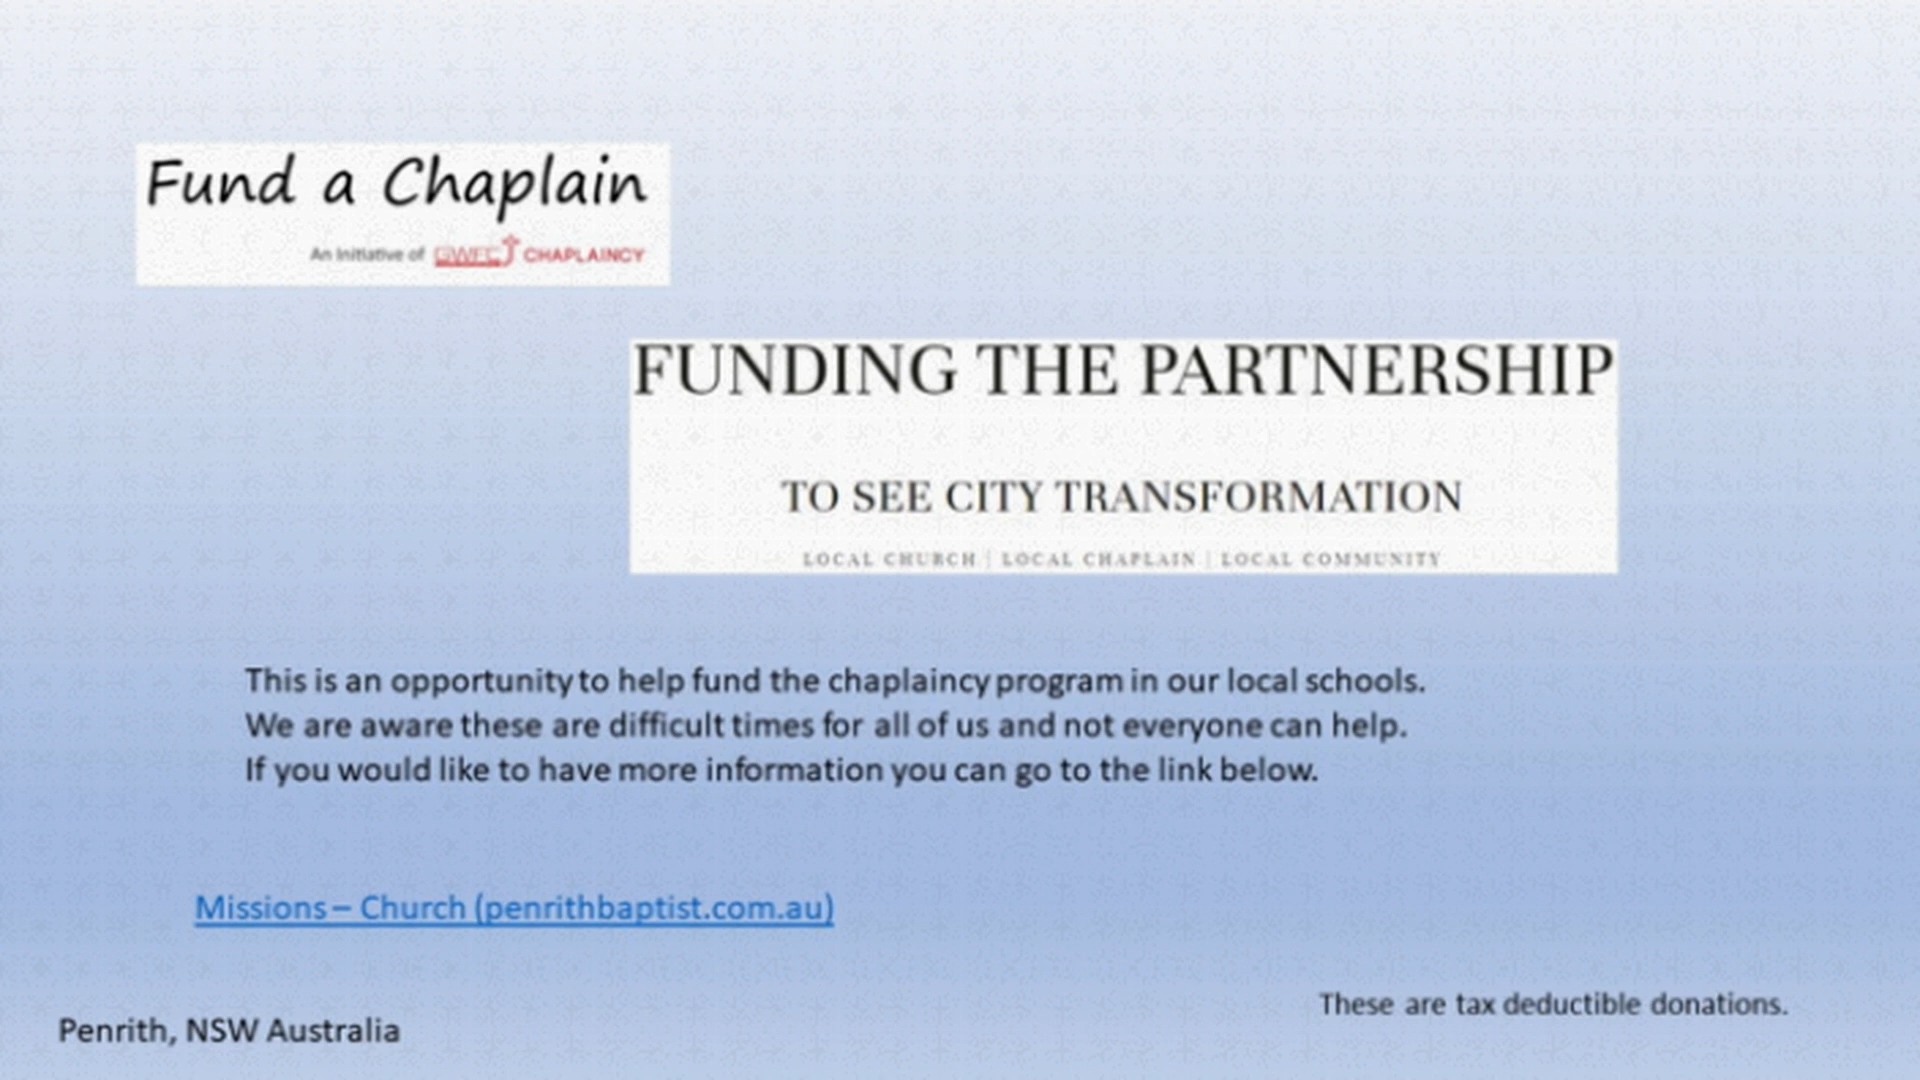 Fund a Chaplain
An Initiative of GWFC CHAPLAINCY
FUNDING THE PARTNERSHIP
TO SEE CITY TRANSFORMATION
LOCAL CHURCH | LOCAL CHAPLAIN | LOCAL COMMUNITY
This is an opportunity to help fund the chaplaincy program in our local schools.
We are aware these are difficult times for all of us and not everyone can help.
If you would like to have more information you can go to the link below.
Missions – Church (penrithbaptist.com.au)
These are tax deductible donations.
Penrith, NSW Australia